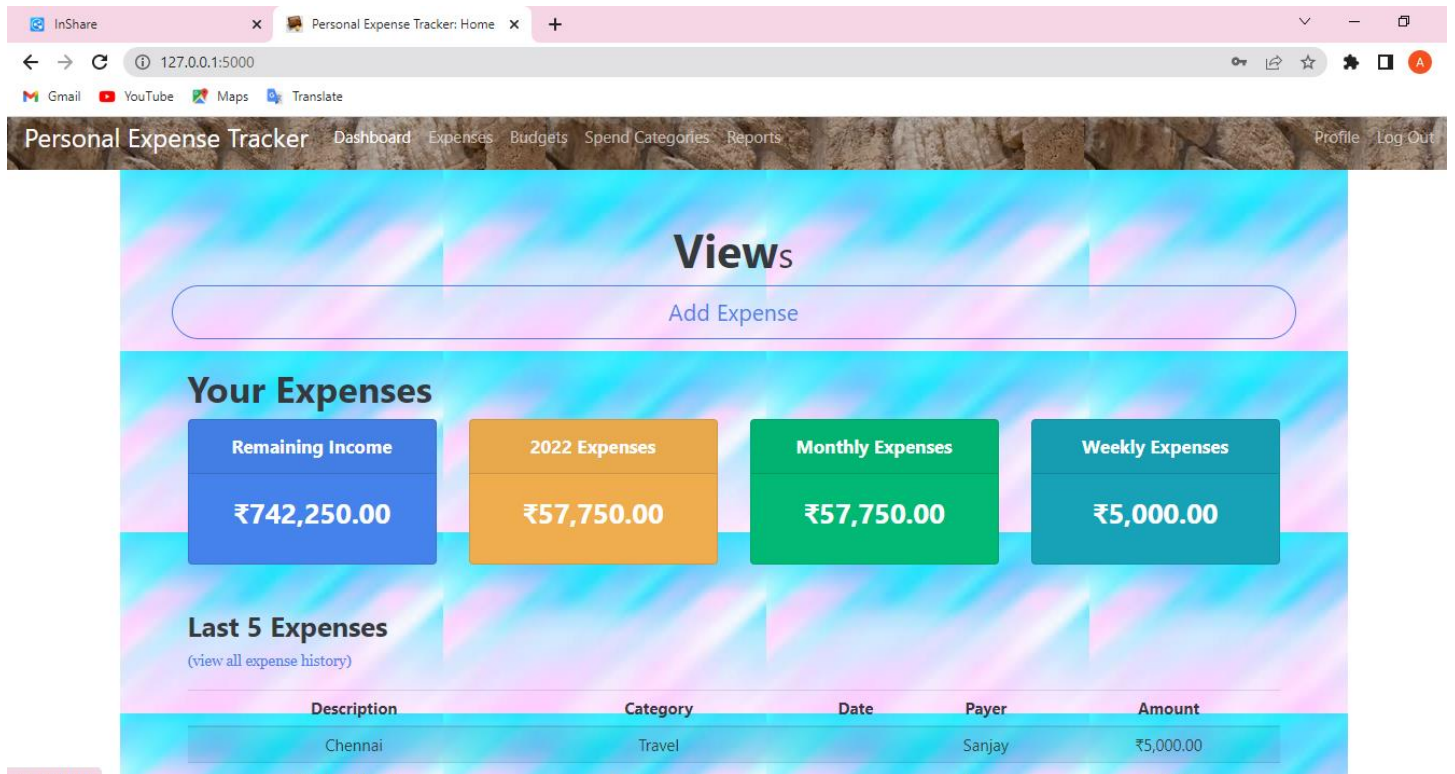 InShare Personal Expense Tracker: Home
127.0.0.1:5000
A
Gmail YouTube Maps Translate
Personal Expense Tracker Dashboard Expenses Budgets Spend Categories Reports Profile Log Out
Views
Add Expense
Your Expenses
Remaining Income 2022 Expenses Monthly Expenses Weekly Expenses
₹742,250.00 ₹57,750.00 ₹57,750.00 ₹5,000.00
Last 5 Expenses
(view all expense history)
Description Category Date Payer Amount
Chennai Travel Sanjay ₹5,000.00